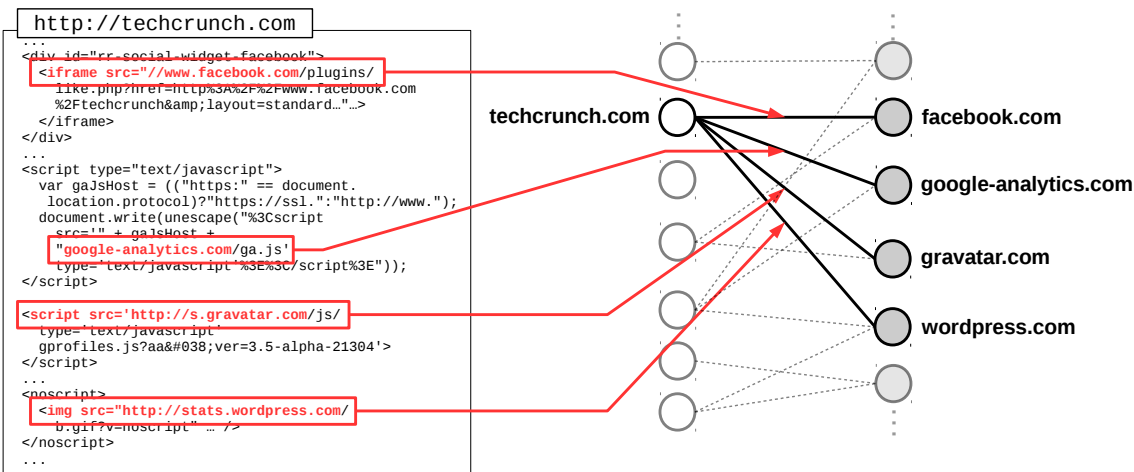 http://techcrunch.com
...
<div id="rr-social-widget-facebook">
<iframe src="//www.facebook.com/plugins/
like.php?href=http%3A%2F%2Fwww.facebook.com
%2Ftechcrunch&amp;layout=standard…"…>
</iframe>
</div>
...
<script type="text/javascript">
var gaJsHost = (("https:" == document.
location.protocol)?"https://ssl.":"http://www.");
document.write(unescape("%3Cscript
src='" + gaJsHost +
"google-analytics.com/ga.js'
type='text/javascript'%3E%3C/script%3E"));
</script>
<script src='http://s.gravatar.com/js/
type='text/javascript'
gprofiles.js?aa&#038;ver=3.5-alpha-21304'>
</script>
...
<noscript>
<img src="http://stats.wordpress.com/
b.gif?v=noscript" … />
</noscript>
...
techcrunch.com
facebook.com
google-analytics.com
gravatar.com
wordpress.com